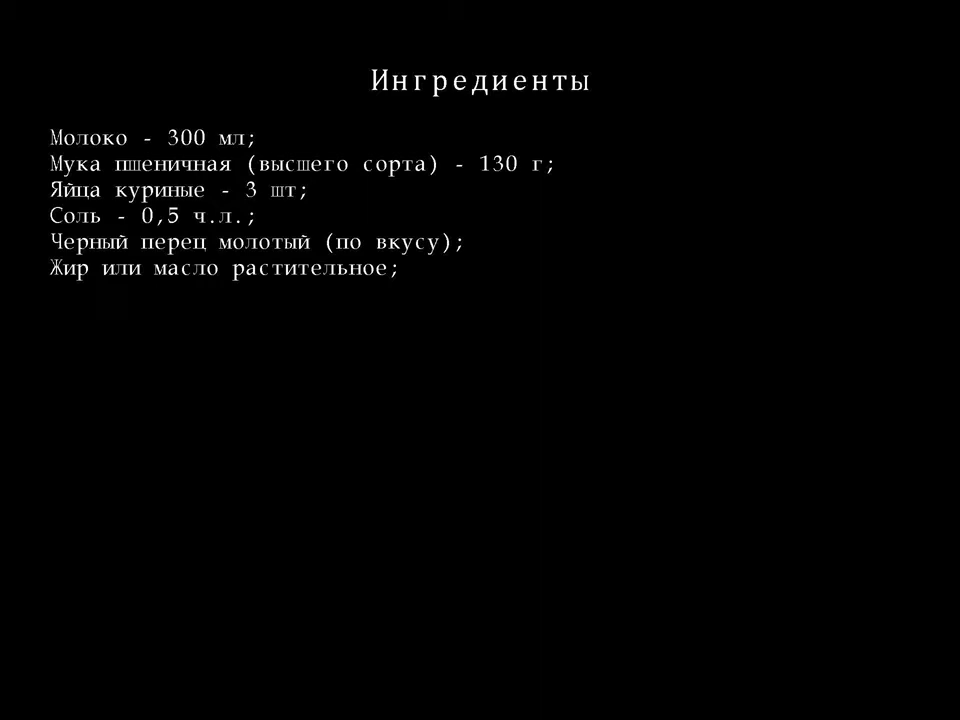 Ингредиенты
Молоко - 300 мл;
Мука пшеничная (высшего сорта) - 130 г;
Яйца куриные - 3 шт;
Соль - 0,5 ч.л.;
Черный перец молотый (по вкусу);
Жир или масло растительное;